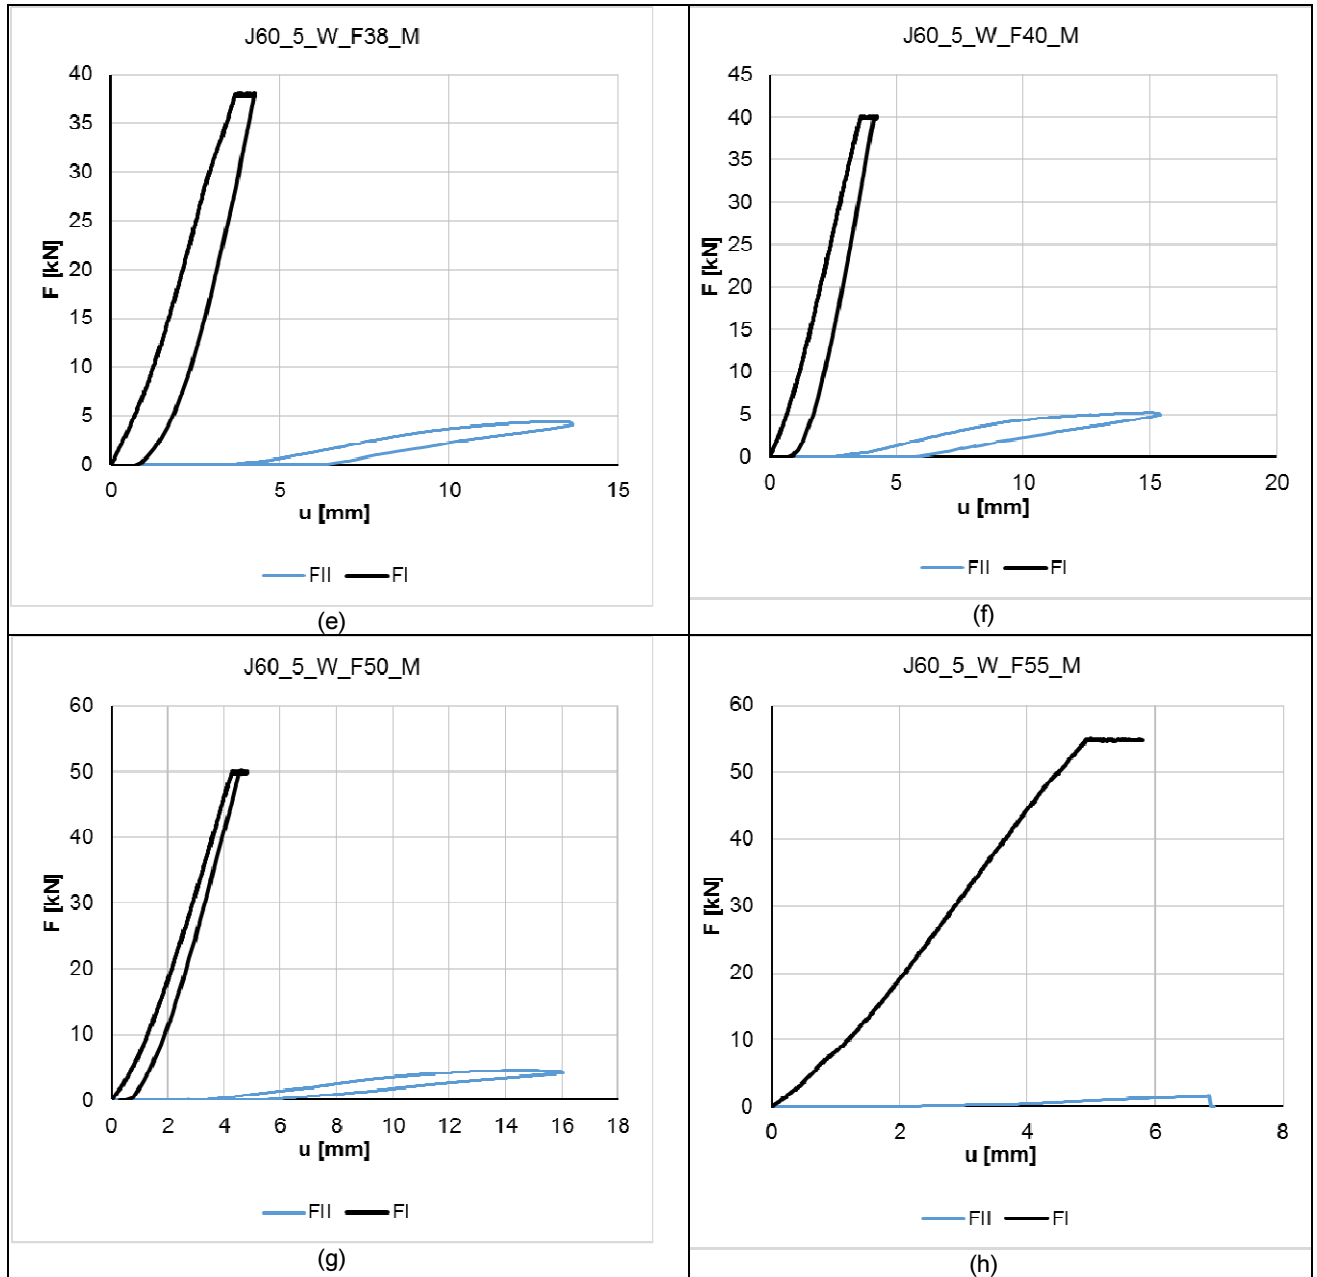 J60_5_W_F38_M
40
35
30
25
20
15
10
5
0
F [kN]
0 5 10 15
u [mm]
FII FI
(e)
J60_5_W_F40_M
45
40
35
30
25
20
15
10
5
0
F [kN]
0 5 10 15 20
u [mm]
FII FI
(f)
J60_5_W_F50_M
60
50
40
30
20
10
0
F [kN]
0 2 4 6 8 10 12 14 16 18
u [mm]
FII FI
(g)
J60_5_W_F55_M
60
50
40
30
20
10
0
F [kN]
0 2 4 6 8
u [mm]
FII FI
(h)